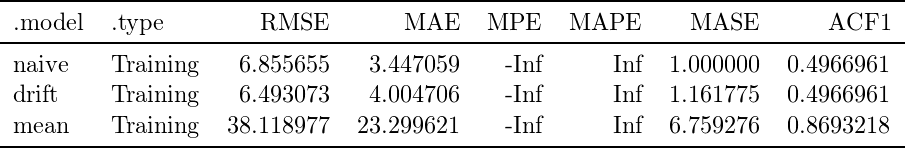 .model .type RMSE MAE MPE MAPE MASE ACF1
naive Training 6.855655 3.447059 -Inf Inf 1.000000 0.4966961
drift Training 6.493073 4.004706 -Inf Inf 1.161775 0.4966961
mean Training 38.118977 23.299621 -Inf Inf 6.759276 0.8693218